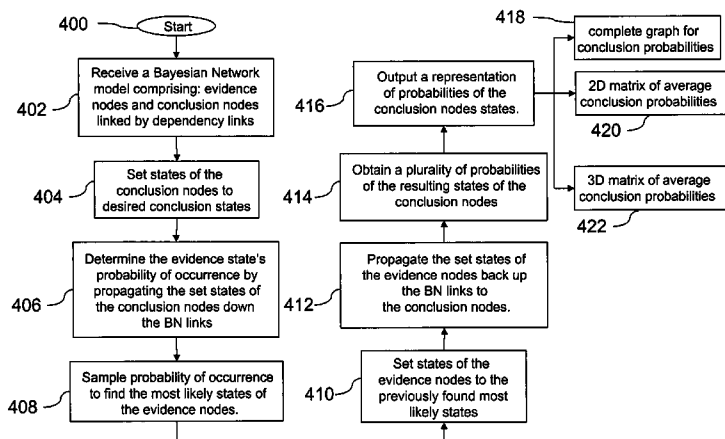 400
Start
402
Receive a Bayesian Network
model comprising: evidence
nodes and conclusion nodes
linked by dependency links
404
Set states of
the conclusion nodes to
desired conclusion states
406
Determine the evidence state's
probability of occurrence by
propagating the set states of
the conclusion nodes down
the BN links
408
Sample probability of occurrence
to find the most likely states of
the evidence nodes.
410
Set states of the
evidence nodes to the
previously found most
likely states
412
Propagate the set states of
the evidence nodes back up
the BN links to
the conclusion nodes.
414
Obtain a plurality of probabilities
of the resulting states of the
conclusion nodes
416
Output a representation
of probabilities of the
conclusion nodes states.
418
complete graph for
conclusion probabilities
2D matrix of average
conclusion probabilities
420
3D matrix of average
conclusion probabilities
422